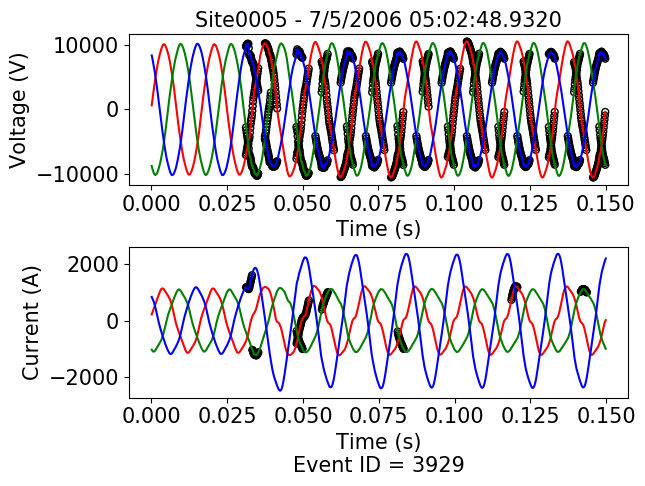 Site0005 - 7/5/2006 05:02:48.9320
Voltage (V)
10000
0
−10000
0.000 0.025 0.050 0.075 0.100 0.125 0.150
Time (s)
Current (A)
2000
0
−2000
0.000 0.025 0.050 0.075 0.100 0.125 0.150
Time (s)
Event ID = 3929